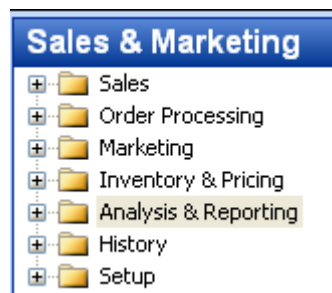 Sales & Marketing
Sales
Order Processing
Marketing
Inventory & Pricing
Analysis & Reporting
History
Setup